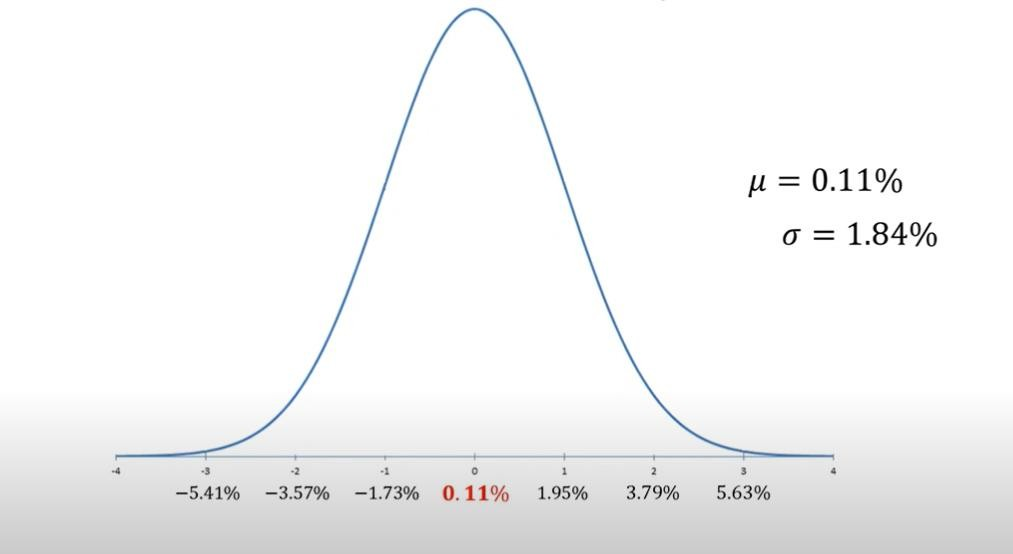 μ = 0.11%
σ = 1.84%
-4 -3 -2 -1 0 1 2 3 4
−5.41% −3.57% −1.73% 0.11% 1.95% 3.79% 5.63%